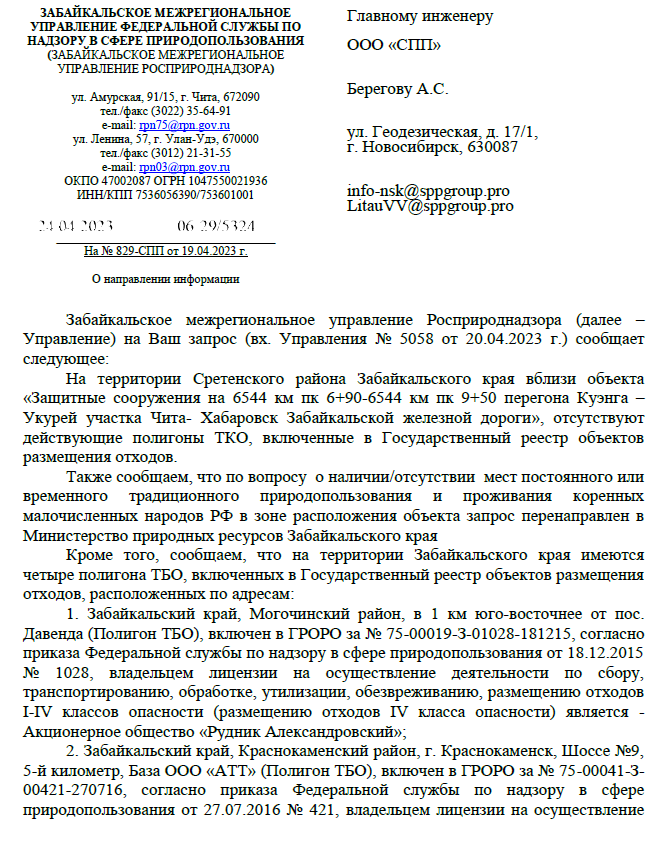 ЗАБАЙКАЛЬСКОЕ МЕЖРЕГИОНАЛЬНОЕ
УПРАВЛЕНИЕ ФЕДЕРАЛЬНОЙ СЛУЖБЫ ПО
НАДЗОРУ В СФЕРЕ ПРИРОДОПОЛЬЗОВАНИЯ
(ЗАБАЙКАЛЬСКОЕ МЕЖРЕГИОНАЛЬНОЕ
УПРАВЛЕНИЕ РОСПРИРОДНАДЗОРА)
ул. Амурская, 91/15, г. Чита, 672090
тел./факс (3022) 35-64-91
e-mail: rpn75@rpn.gov.ru
ул. Ленина, 57, г. Улан-Удэ, 670000
тел./факс (3012) 21-31-55
e-mail: rpn03@rpn.gov.ru
ОКПО 47002087 ОГРН 1047550021936
ИНН/КПП 7536056390/753601001
24.04.2023 06-29/5324
На № 829-СПП от 19.04.2023 г.
О направлении информации
Главному инженеру
ООО «СПП»
Берегову А.С.
ул. Геодезическая, д. 17/1,
г. Новосибирск, 630087
info-nsk@sppgroup.pro
LitauVV@sppgroup.pro
Забайкальское межрегиональное управление Росприроднадзора (далее –
Управление) на Ваш запрос (вх. Управления № 5058 от 20.04.2023 г.) сообщает
следующее:
На территории Сретенского района Забайкальского края вблизи объекта
«Защитные сооружения на 6544 км пк 6+90-6544 км пк 9+50 перегона Куэнга –
Укурей участка Чита- Хабаровск Забайкальской железной дороги», отсутствуют
действующие полигоны ТКО, включенные в Государственный реестр объектов
размещения отходов.
Также сообщаем, что по вопросу о наличии/отсутствии мест постоянного или
временного традиционного природопользования и проживания коренных
малочисленных народов РФ в зоне расположения объекта запрос перенаправлен в
Министерство природных ресурсов Забайкальского края
Кроме того, сообщаем, что на территории Забайкальского края имеются
четыре полигона ТБО, включенных в Государственный реестр объектов размещения
отходов, расположенных по адресам:
1. Забайкальский край, Могочинский район, в 1 км юго-восточнее от пос.
Давенда (Полигон ТБО), включен в ГРОРО за № 75-00019-З-01028-181215, согласно
приказа Федеральной службы по надзору в сфере природопользования от 18.12.2015
№ 1028, владельцем лицензии на осуществление деятельности по сбору,
транспортированию, обработке, утилизации, обезвреживанию, размещению отходов
I-IV классов опасности (размещению отходов IV класса опасности) является -
Акционерное общество «Рудник Александровский»;
2. Забайкальский край, Краснокаменский район, г. Краснокаменск, Шоссе №9,
5-й километр, База ООО «АТТ» (Полигон ТБО), включен в ГРОРО за № 75-00041-З-
00421-270716, согласно приказа Федеральной службы по надзору в сфере
природопользования от 27.07.2016 № 421, владельцем лицензии на осуществление